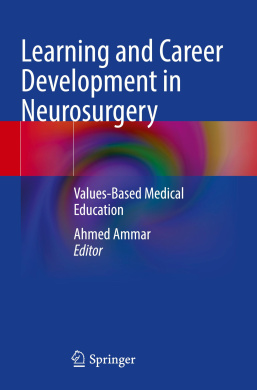 Learning and Career
Development in
Neurosurgery
Values-Based Medical
Education
Ahmed Ammar
Editor
Springer